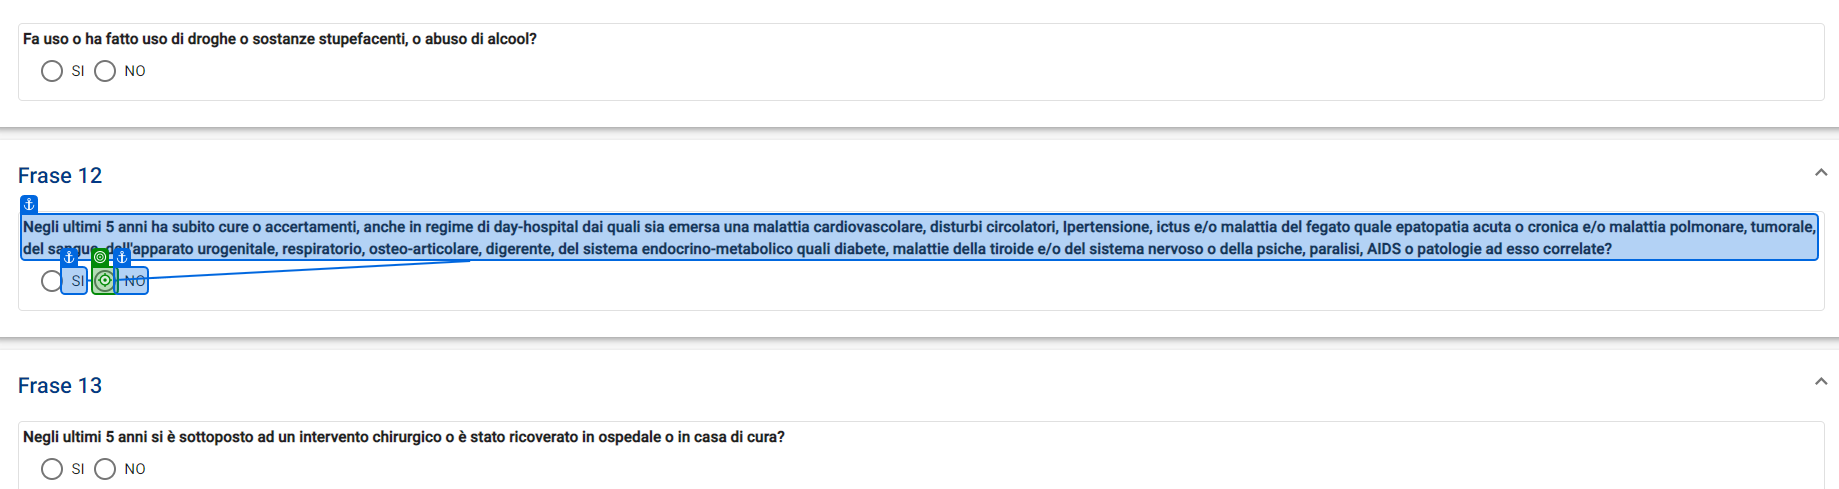 Fa uso o ha fatto uso di droghe o sostanze stupefacenti, o abuso di alcool?
SI NO
Frase 12
Negli ultimi 5 anni ha subito cure o accertamenti, anche in regime di day-hospital dai quali sia emersa una malattia cardiovascolare, disturbi circolatori, Ipertensione, ictus e/o malattia del fegato quale epatopatia acuta o cronica e/o malattia polmonare, tumorale,
del sangue, dell'apparato urogenitale, respiratorio, osteo-articolare, digerente, del sistema endocrino-metabolico quali diabete, malattie della tiroide e/o del sistema nervoso o della psiche, paralisi, AIDS o patologie ad esso correlate?
SI NO
Frase 13
Negli ultimi 5 anni si è sottoposto ad un intervento chirurgico o è stato ricoverato in ospedale o in casa di cura?
SI NO